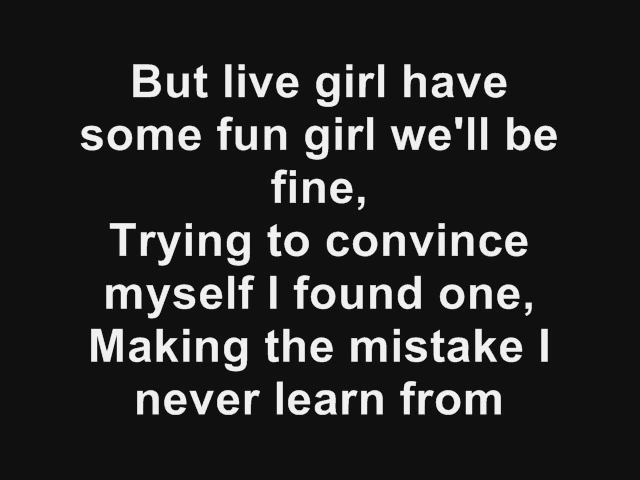 But live girl have
some fun girl we'll be
fine,
Trying to convince
myself I found one,
Making the mistake I
never learn from